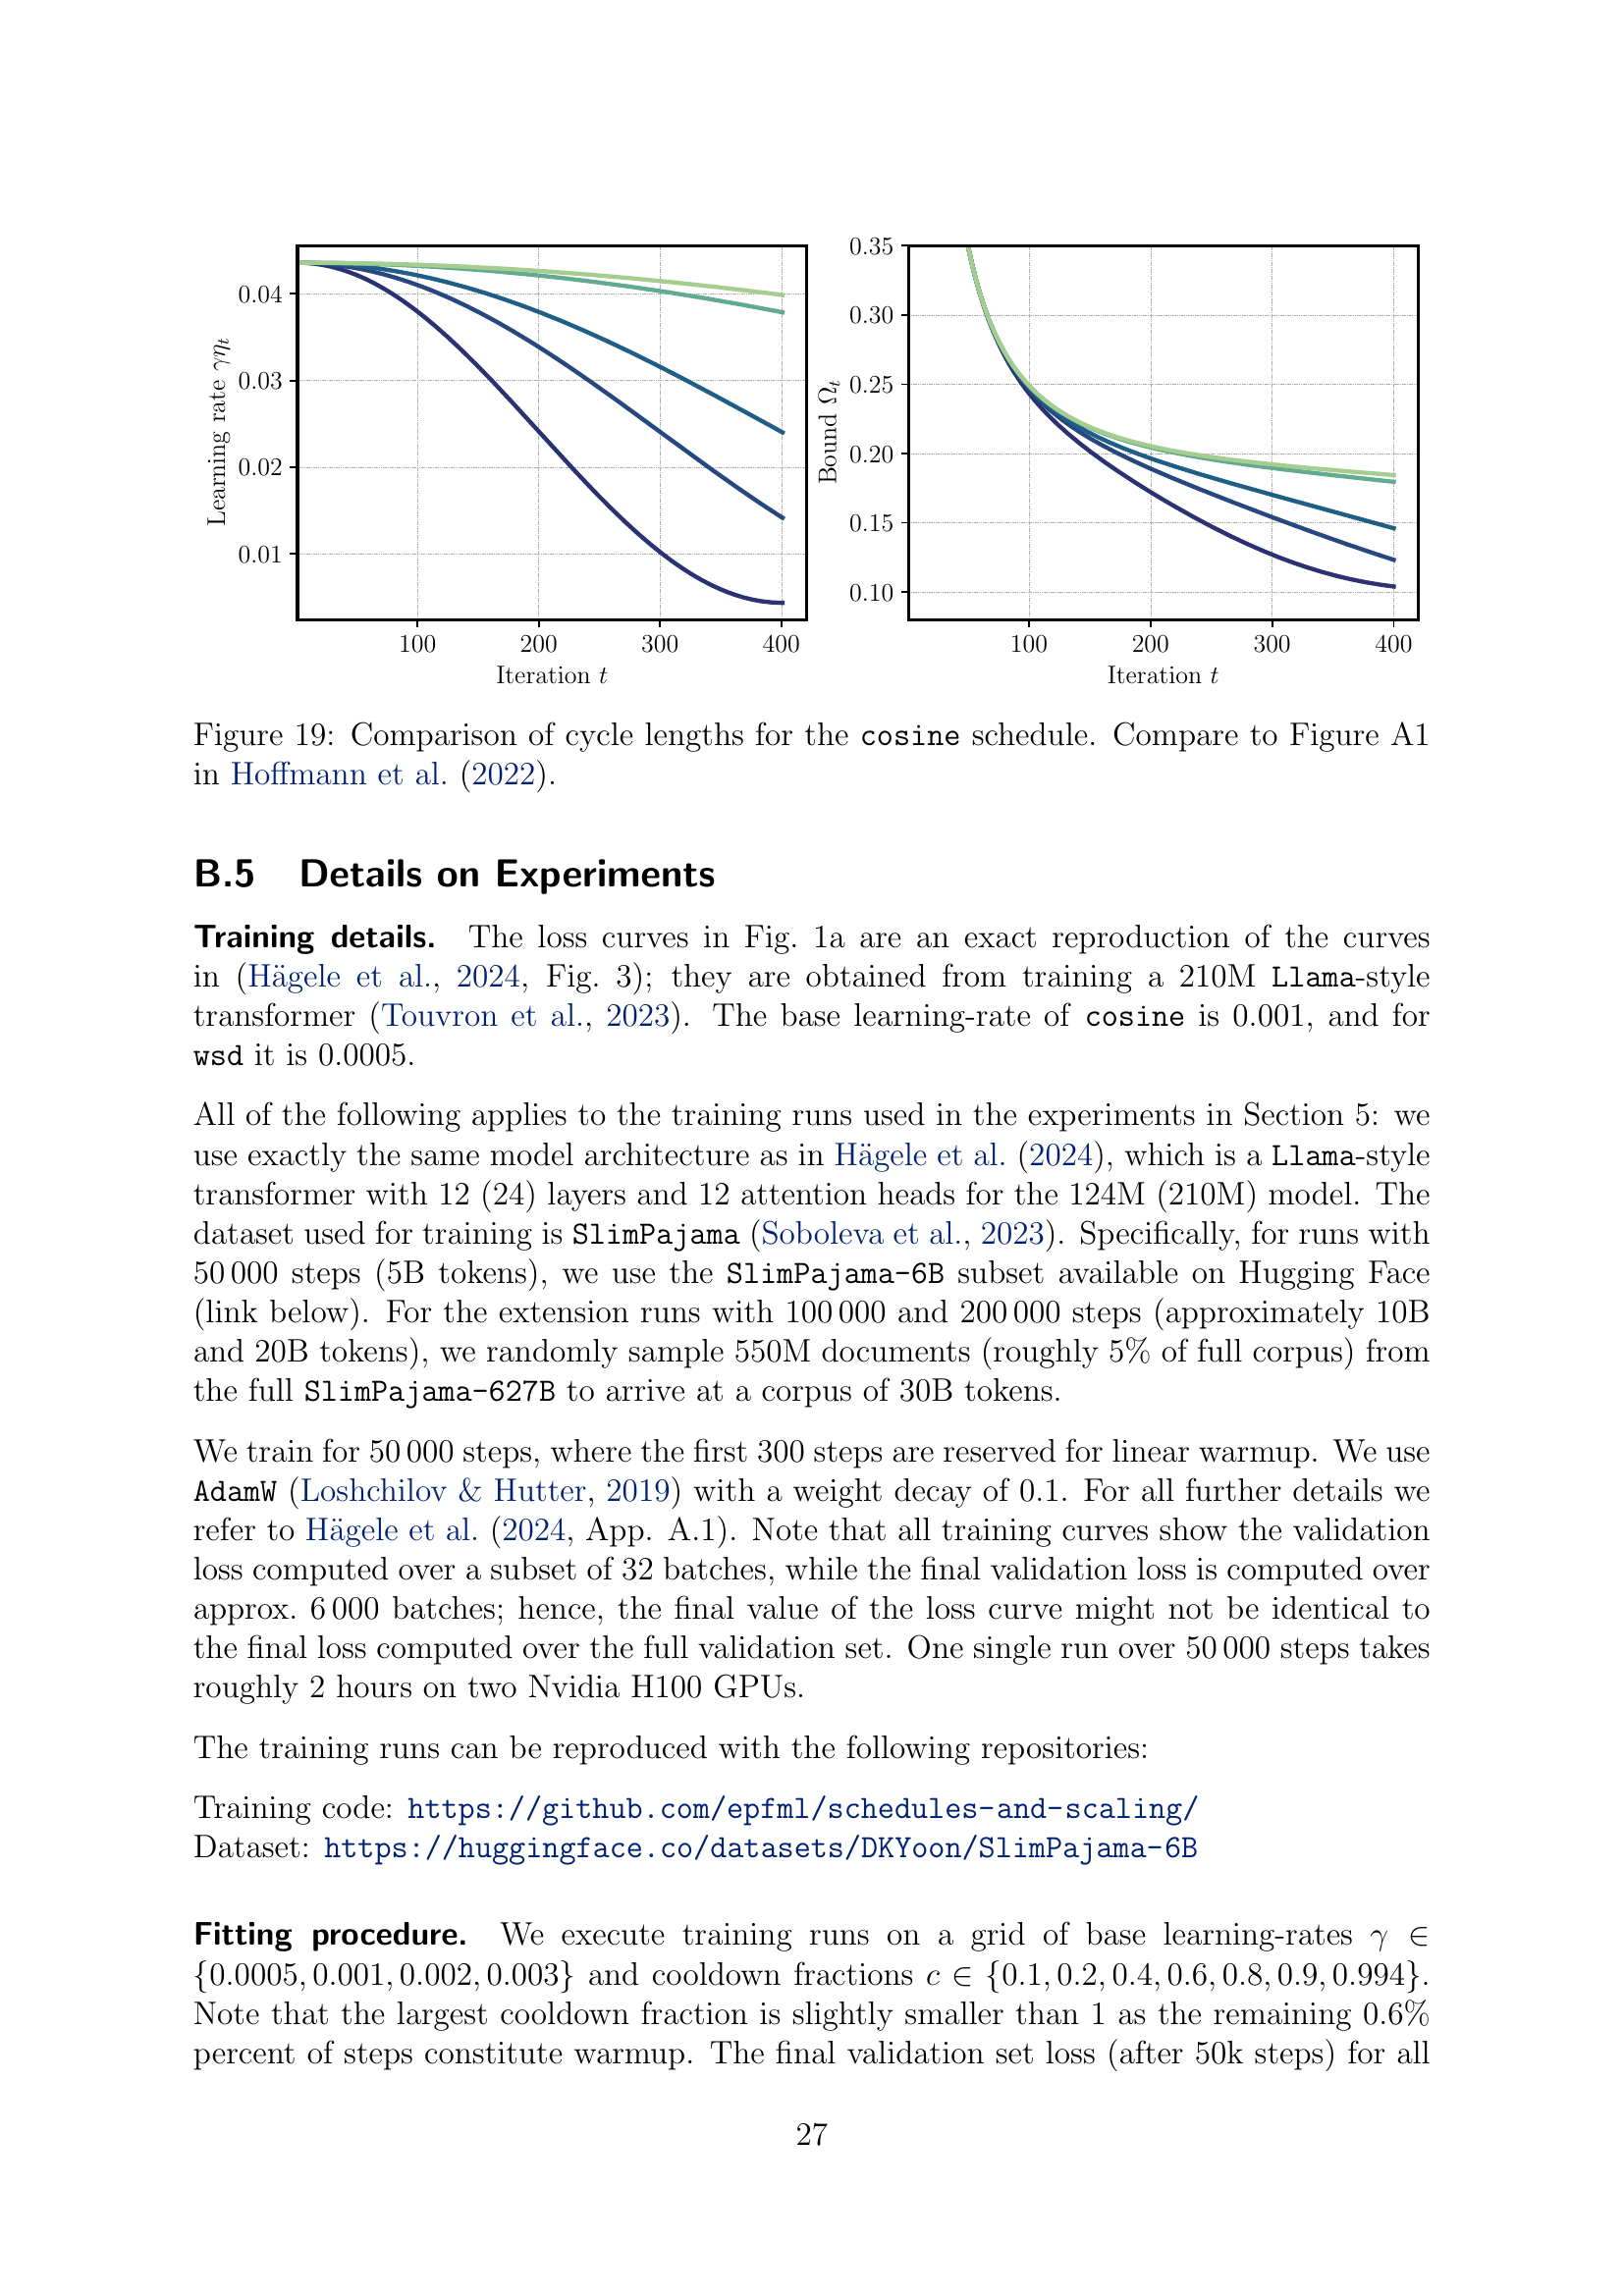 0.04
0.03
0.02
0.01
Learning rate γη_t
100 200 300 400
Iteration t
0.35
0.30
0.25
0.20
0.15
0.10
Bound Ω_t
100 200 300 400
Iteration t
Figure 19: Comparison of cycle lengths for the cosine schedule. Compare to Figure A1
in Hoffmann et al. (2022).
B.5 Details on Experiments
Training details. The loss curves in Fig. 1a are an exact reproduction of the curves
in (Hägele et al., 2024, Fig. 3); they are obtained from training a 210M Llama-style
transformer (Touvron et al., 2023). The base learning-rate of cosine is 0.001, and for
wsd it is 0.0005.
All of the following applies to the training runs used in the experiments in Section 5: we
use exactly the same model architecture as in Hägele et al. (2024), which is a Llama-style
transformer with 12 (24) layers and 12 attention heads for the 124M (210M) model. The
dataset used for training is SlimPajama (Soboleva et al., 2023). Specifically, for runs with
50 000 steps (5B tokens), we use the SlimPajama-6B subset available on Hugging Face
(link below). For the extension runs with 100 000 and 200 000 steps (approximately 10B
and 20B tokens), we randomly sample 550M documents (roughly 5% of full corpus) from
the full SlimPajama-627B to arrive at a corpus of 30B tokens.
We train for 50 000 steps, where the first 300 steps are reserved for linear warmup. We use
AdamW (Loshchilov & Hutter, 2019) with a weight decay of 0.1. For all further details we
refer to Hägele et al. (2024, App. A.1). Note that all training curves show the validation
loss computed over a subset of 32 batches, while the final validation loss is computed over
approx. 6 000 batches; hence, the final value of the loss curve might not be identical to
the final loss computed over the full validation set. One single run over 50 000 steps takes
roughly 2 hours on two Nvidia H100 GPUs.
The training runs can be reproduced with the following repositories:
Training code: https://github.com/epfml/schedules-and-scaling/
Dataset: https://huggingface.co/datasets/DKYoon/SlimPajama-6B
Fitting procedure. We execute training runs on a grid of base learning-rates γ ∈
{0.0005, 0.001, 0.002, 0.003} and cooldown fractions c ∈ {0.1, 0.2, 0.4, 0.6, 0.8, 0.9, 0.994}.
Note that the largest cooldown fraction is slightly smaller than 1 as the remaining 0.6%
percent of steps constitute warmup. The final validation set loss (after 50k steps) for all
27